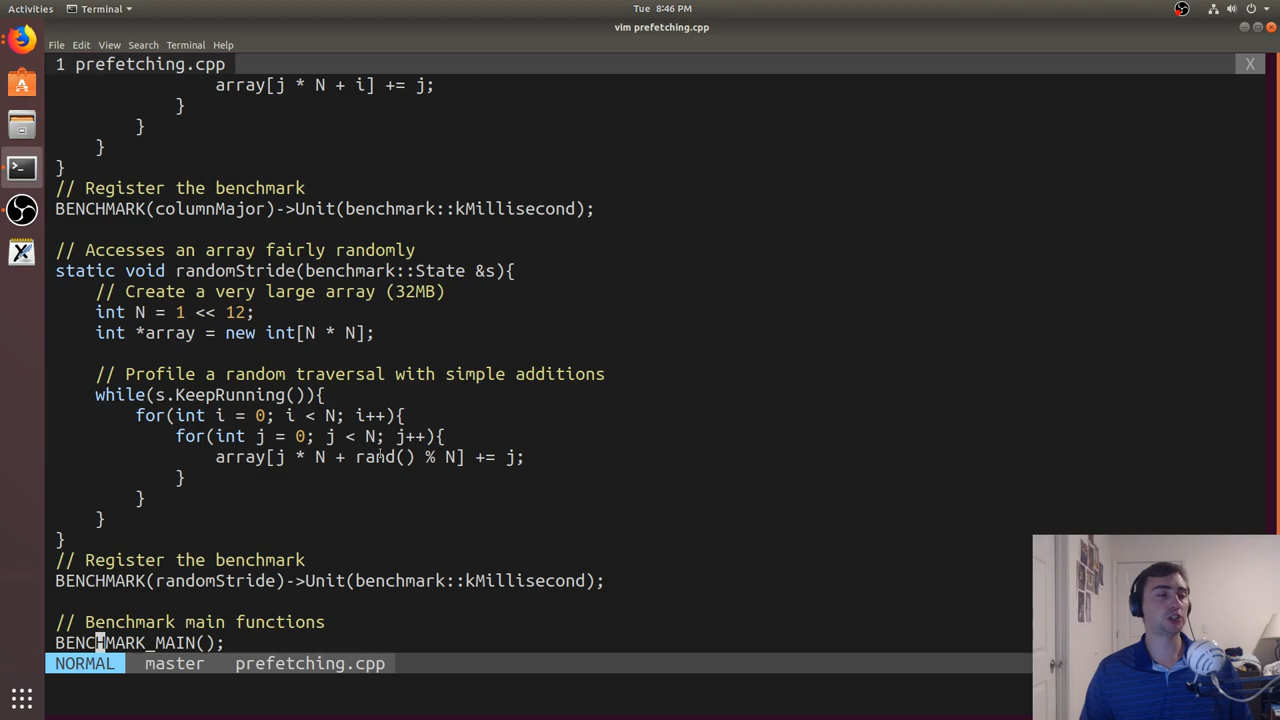 Activities
Terminal
Tue 8:46 PM
vim prefetching.cpp
File Edit View Search Terminal Help
1 prefetching.cpp X
array[j * N + i] += j;
}
}
}
}
// Register the benchmark
BENCHMARK(columnMajor)->Unit(benchmark::kMillisecond);
// Accesses an array fairly randomly
static void randomStride(benchmark::State &s){
// Create a very large array (32MB)
int N = 1 << 12;
int *array = new int[N * N];
// Profile a random traversal with simple additions
while(s.KeepRunning()){
for(int i = 0; i < N; i++){
for(int j = 0; j < N; j++){
array[j * N + rand() % N] += j;
}
}
}
}
// Register the benchmark
BENCHMARK(randomStride)->Unit(benchmark::kMillisecond);
// Benchmark main functions
BENCHMARK_MAIN();
NORMAL master prefetching.cpp